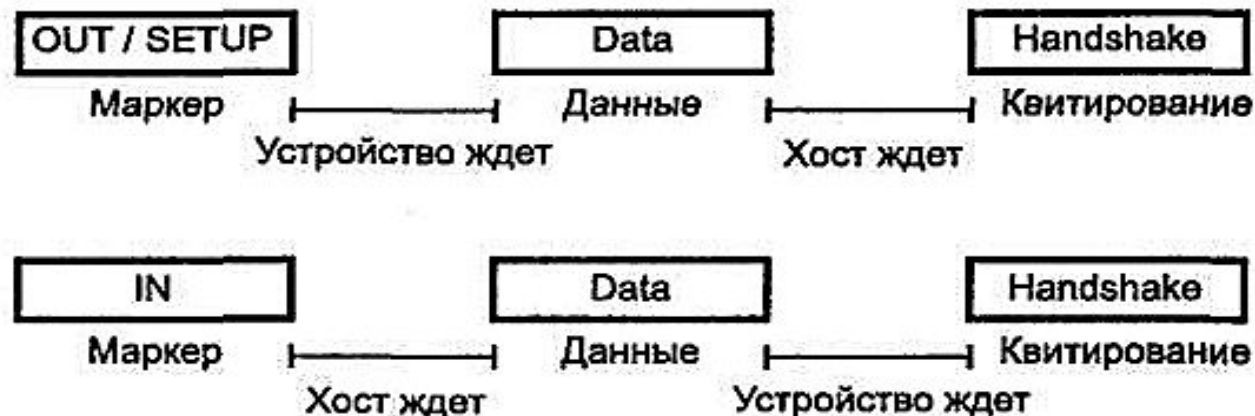 OUT / SETUP Data Handshake
Маркер Данные Квитирование
Устройство ждет Хост ждет
IN Data Handshake
Маркер Данные Квитирование
Хост ждет Устройство ждет